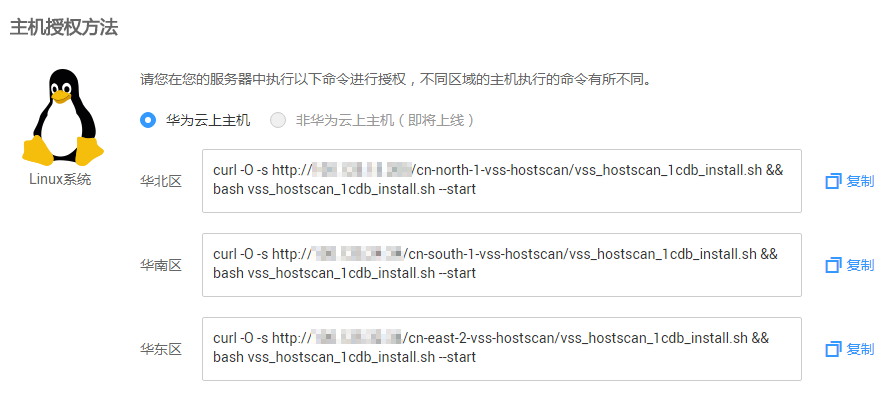 主机授权方法
请您在您的服务器中执行以下命令进行授权，不同区域的主机执行的命令有所不同。
华为云上主机 非华为云上主机（即将上线）
Linux系统
华北区 curl -O -s http:// /cn-north-1-vss-hostscan/vss_hostscan_1cdb_install.sh &&
bash vss_hostscan_1cdb_install.sh --start 复制
华南区 curl -O -s http:// /cn-south-1-vss-hostscan/vss_hostscan_1cdb_install.sh &&
bash vss_hostscan_1cdb_install.sh --start 复制
华东区 curl -O -s http:// /cn-east-2-vss-hostscan/vss_hostscan_1cdb_install.sh &&
bash vss_hostscan_1cdb_install.sh --start 复制